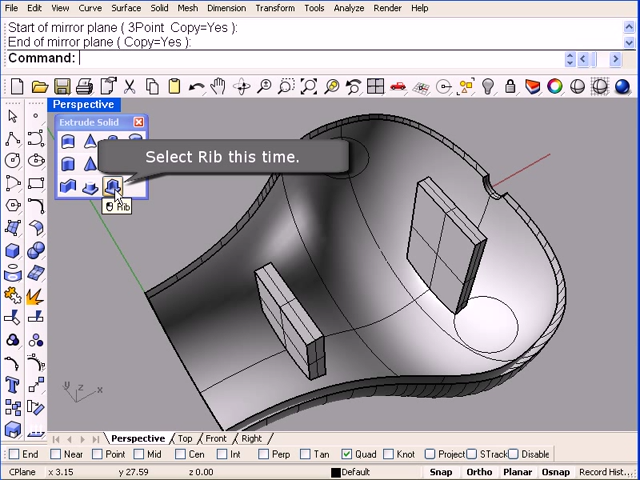 File Edit View Curve Surface Solid Mesh Dimension Transform Tools Analyze Render Help
Start of mirror plane ( 3Point Copy=Yes ):
End of mirror plane ( Copy=Yes ):
Command:
Perspective
Extrude Solid
Select Rib this time.
Rib
y z x
Perspective Top Front Right
End Near Point Mid Cen Int Perp Tan Quad Knot Project STrack Disable
CPlane x 3.15 y 27.59 z 0.00 Default Snap Ortho Planar Osnap Record Hist...